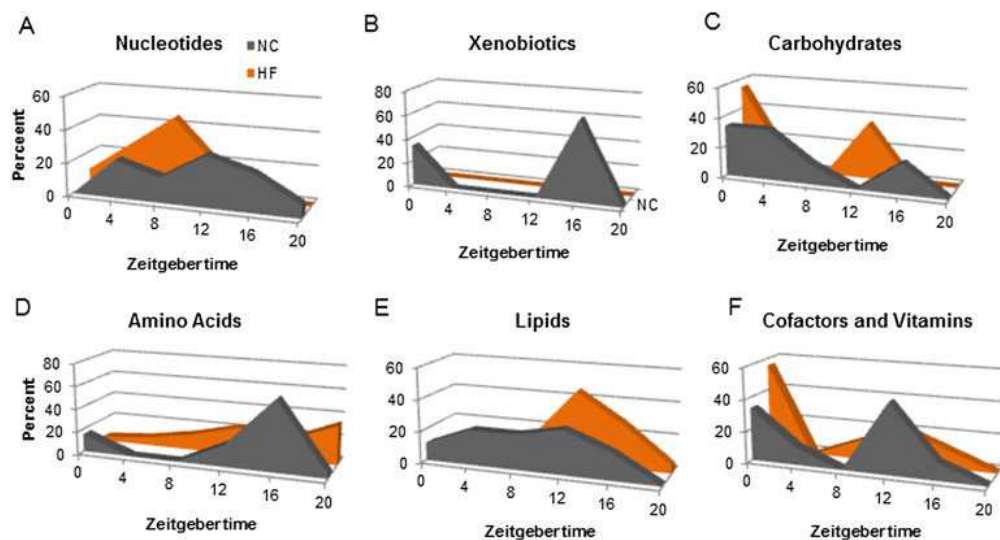 A
Nucleotides
NC
HF
60
40
20
0
Perceent
0 4 8 12 16 20
Zeitgebertime
B
Xenobiotics
80
60
40
20
0
0 4 8 12 16 20
NC
Zeitgebertime
C
Carbohydrates
60
40
20
0
0 4 8 12 16 20
Zeitgebertime
D
Amino Acids
80
60
40
20
0
Percent
0 4 8 12 16 20
Zeitgebertime
E
Lipids
60
40
20
0
0 4 8 12 16 20
Zeitgebertime
F
Cofactors and Vitamins
60
40
20
0
0 4 8 12 16 20
Zeitgebertime